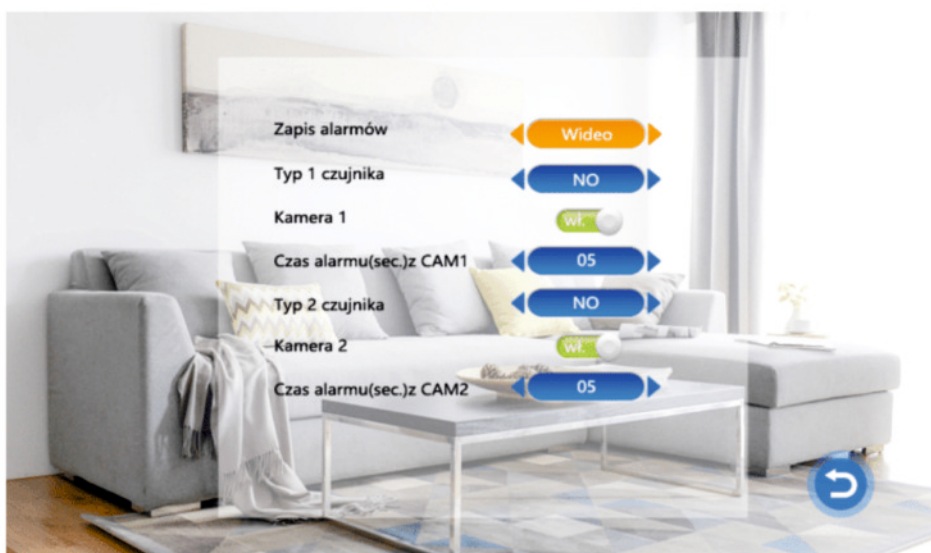 Zapis alarmów Wideo
Typ 1 czujnika NO
Kamera 1 wł.
Czas alarmu(sec.)z CAM1 05
Typ 2 czujnika NO
Kamera 2 wł.
Czas alarmu(sec.)z CAM2 05